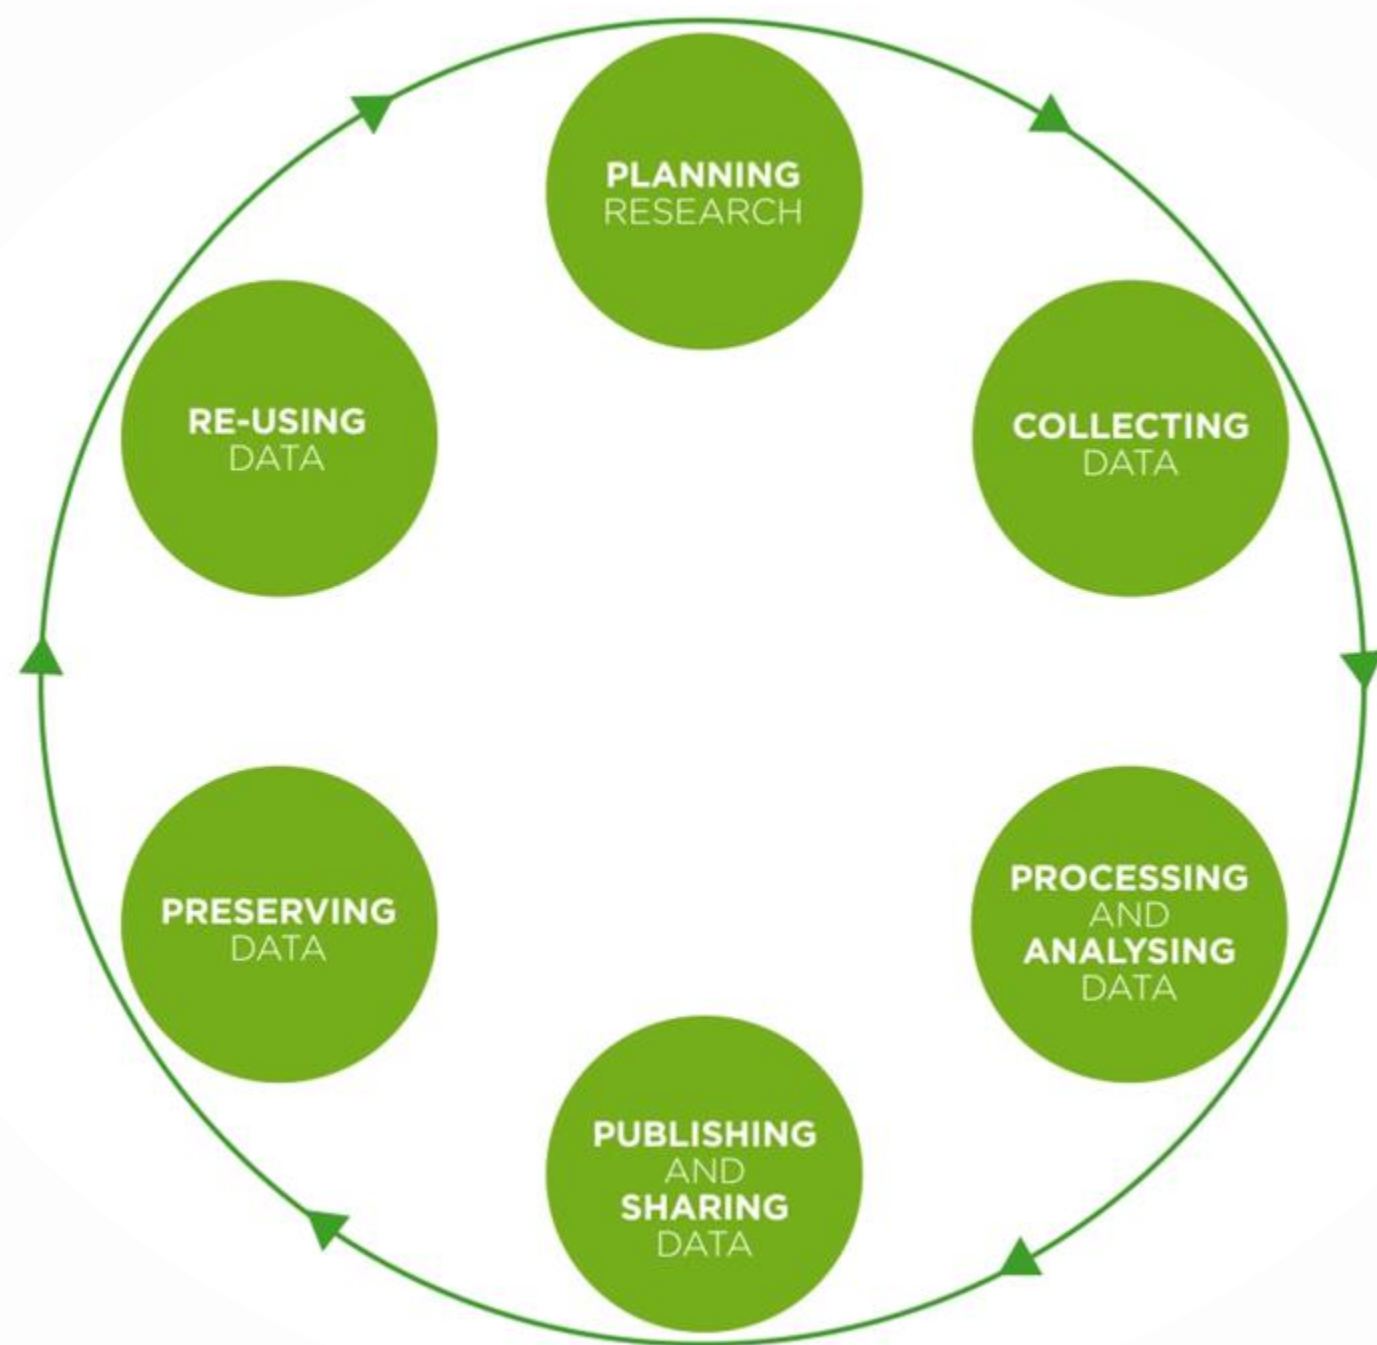 PLANNING
RESEARCH
COLLECTING
DATA
PROCESSING
AND
ANALYSING
DATA
PUBLISHING
AND
SHARING
DATA
PRESERVING
DATA
RE-USING
DATA